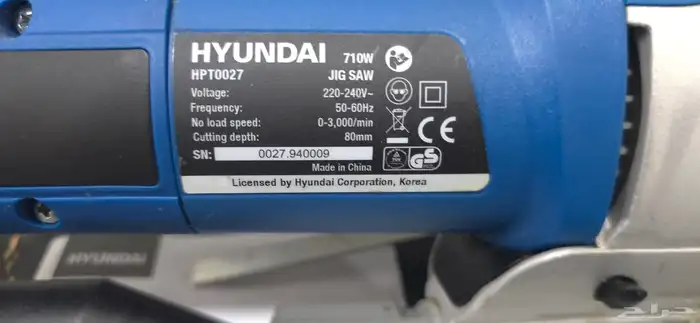 HYUNDAI 710W
HPT0027 JIG SAW
Voltage: 220-240V~
Frequency: 50-60Hz
No load speed: 0-3,000/min
Cutting depth: 80mm
SN: 0027.940009
Made in China
Licensed by Hyundai Corporation, Korea
CE
TUV GS
HYUNDAI
حراج